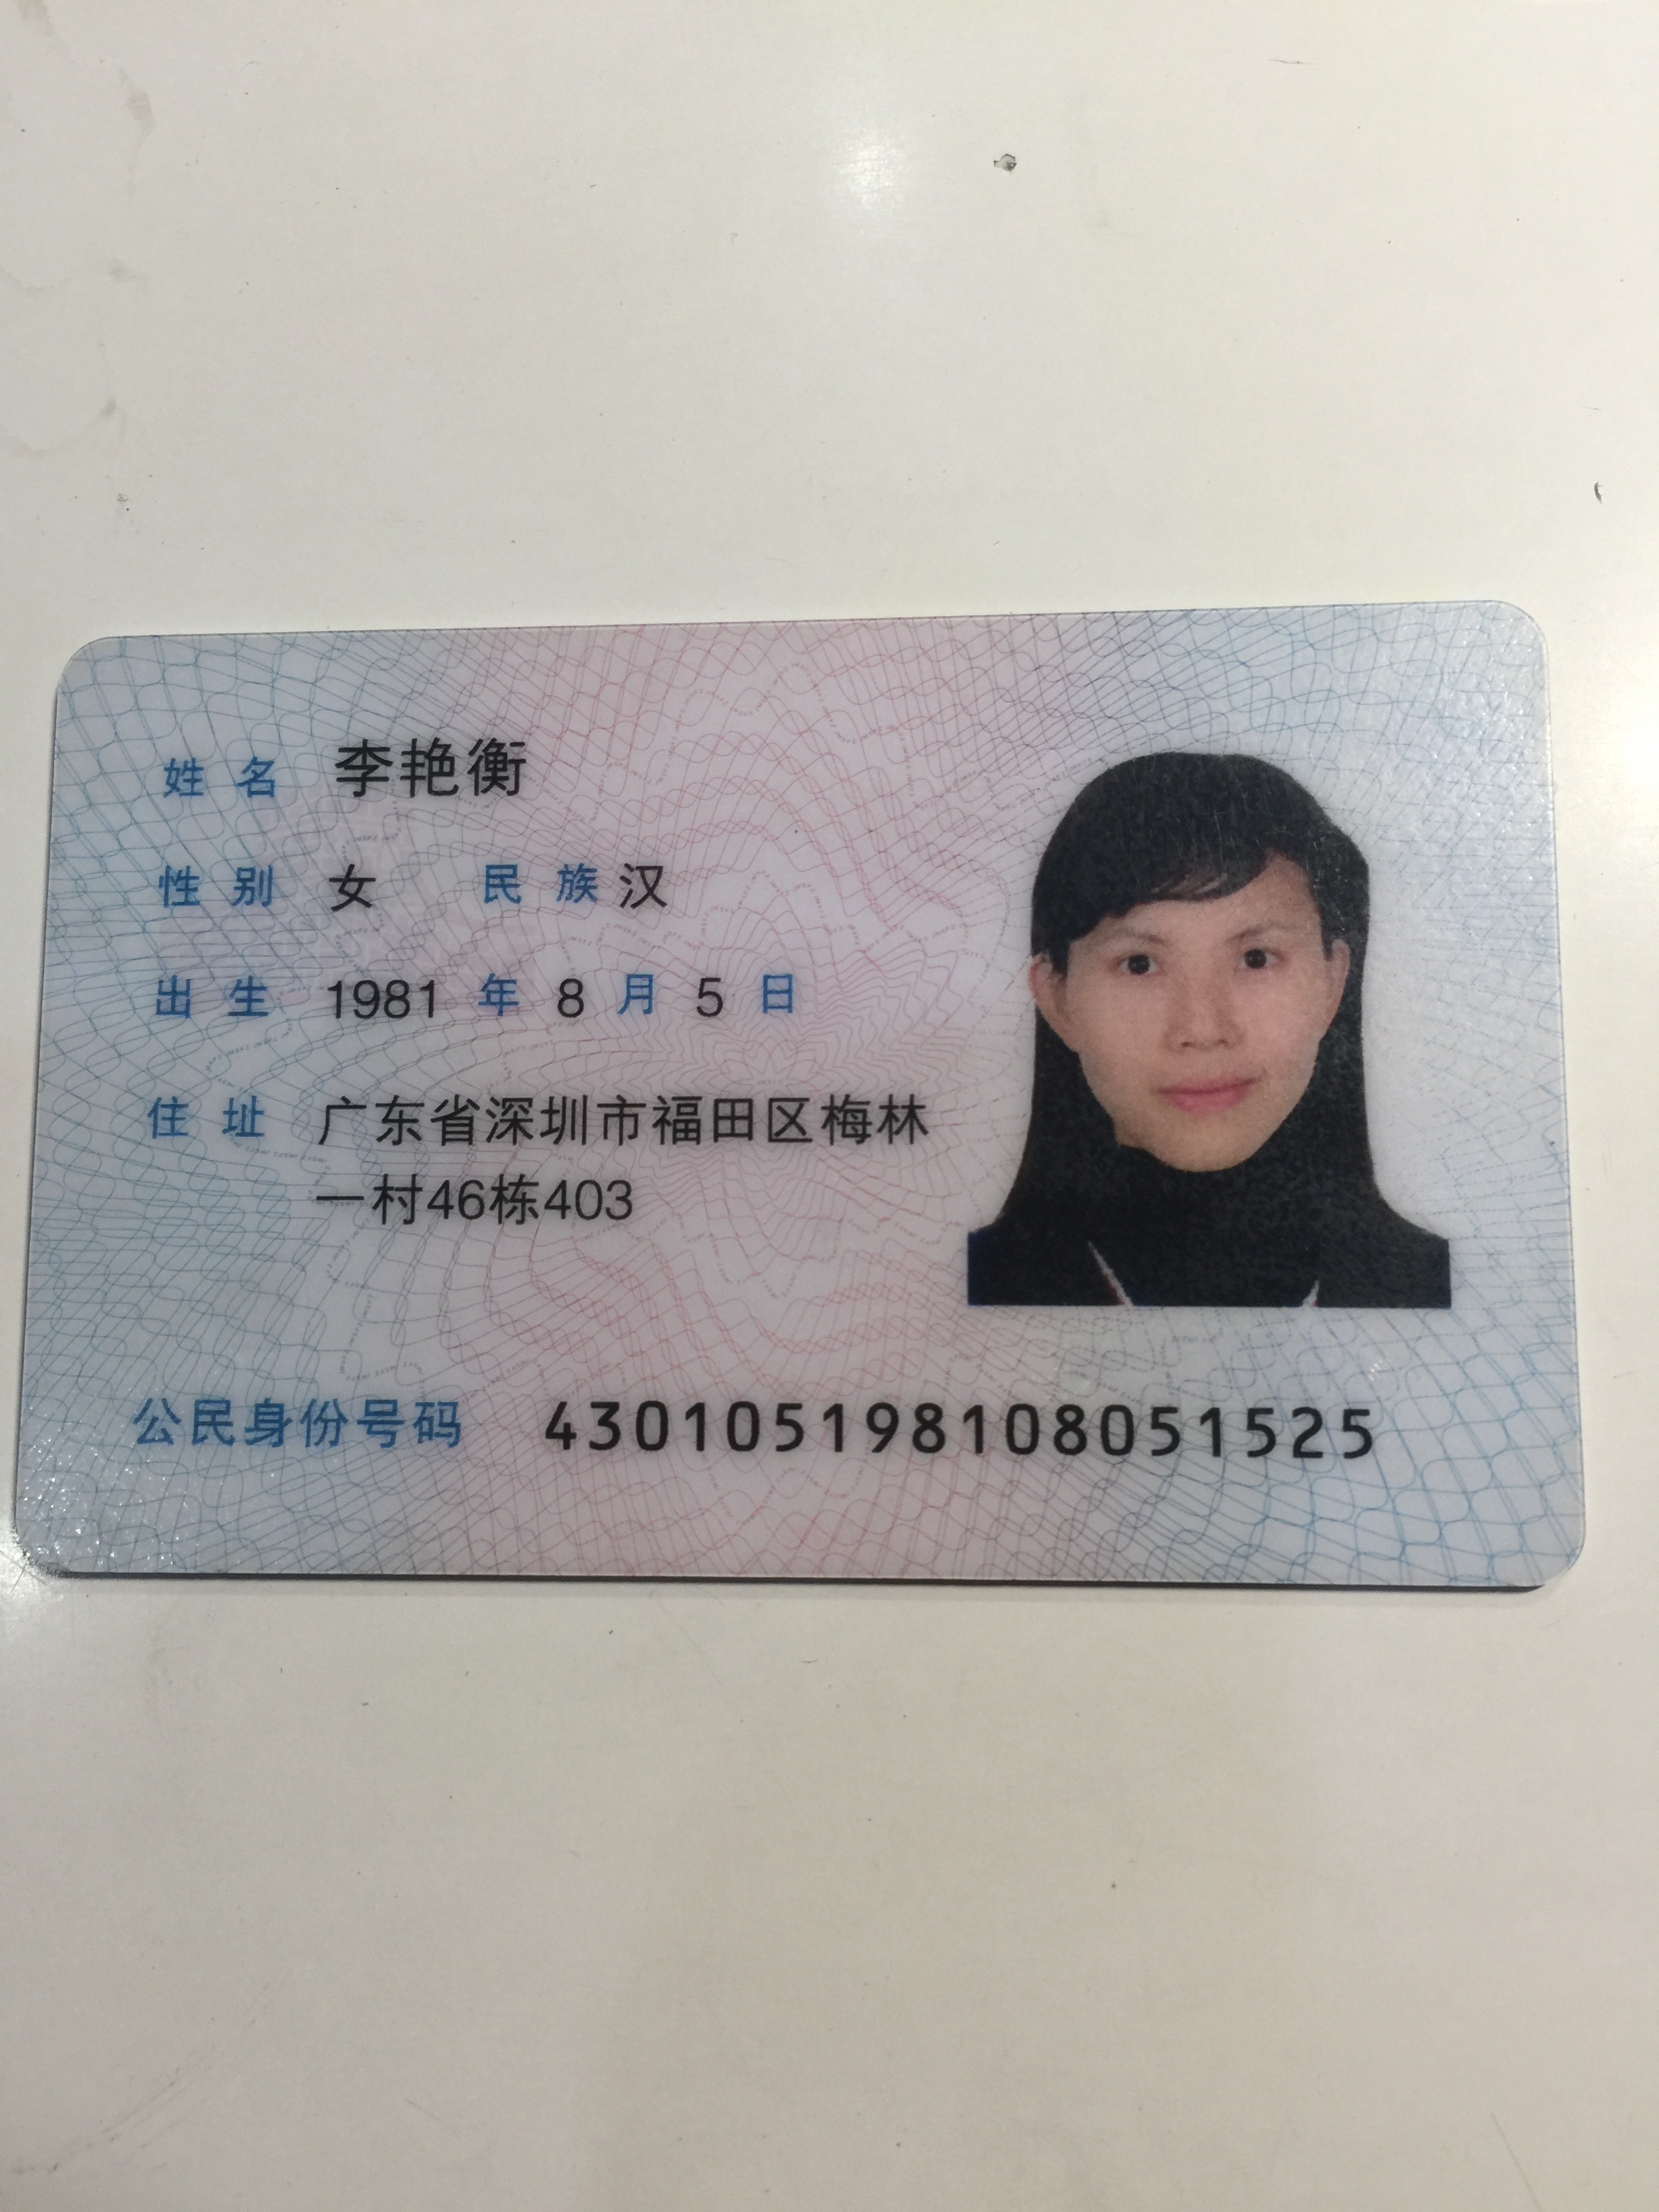 姓名 李艳衡
性别 女 民族 汉
出生 1981 年 8 月 5 日
住址 广东省深圳市福田区梅林
一村46栋403
公民身份号码 430105198108051525